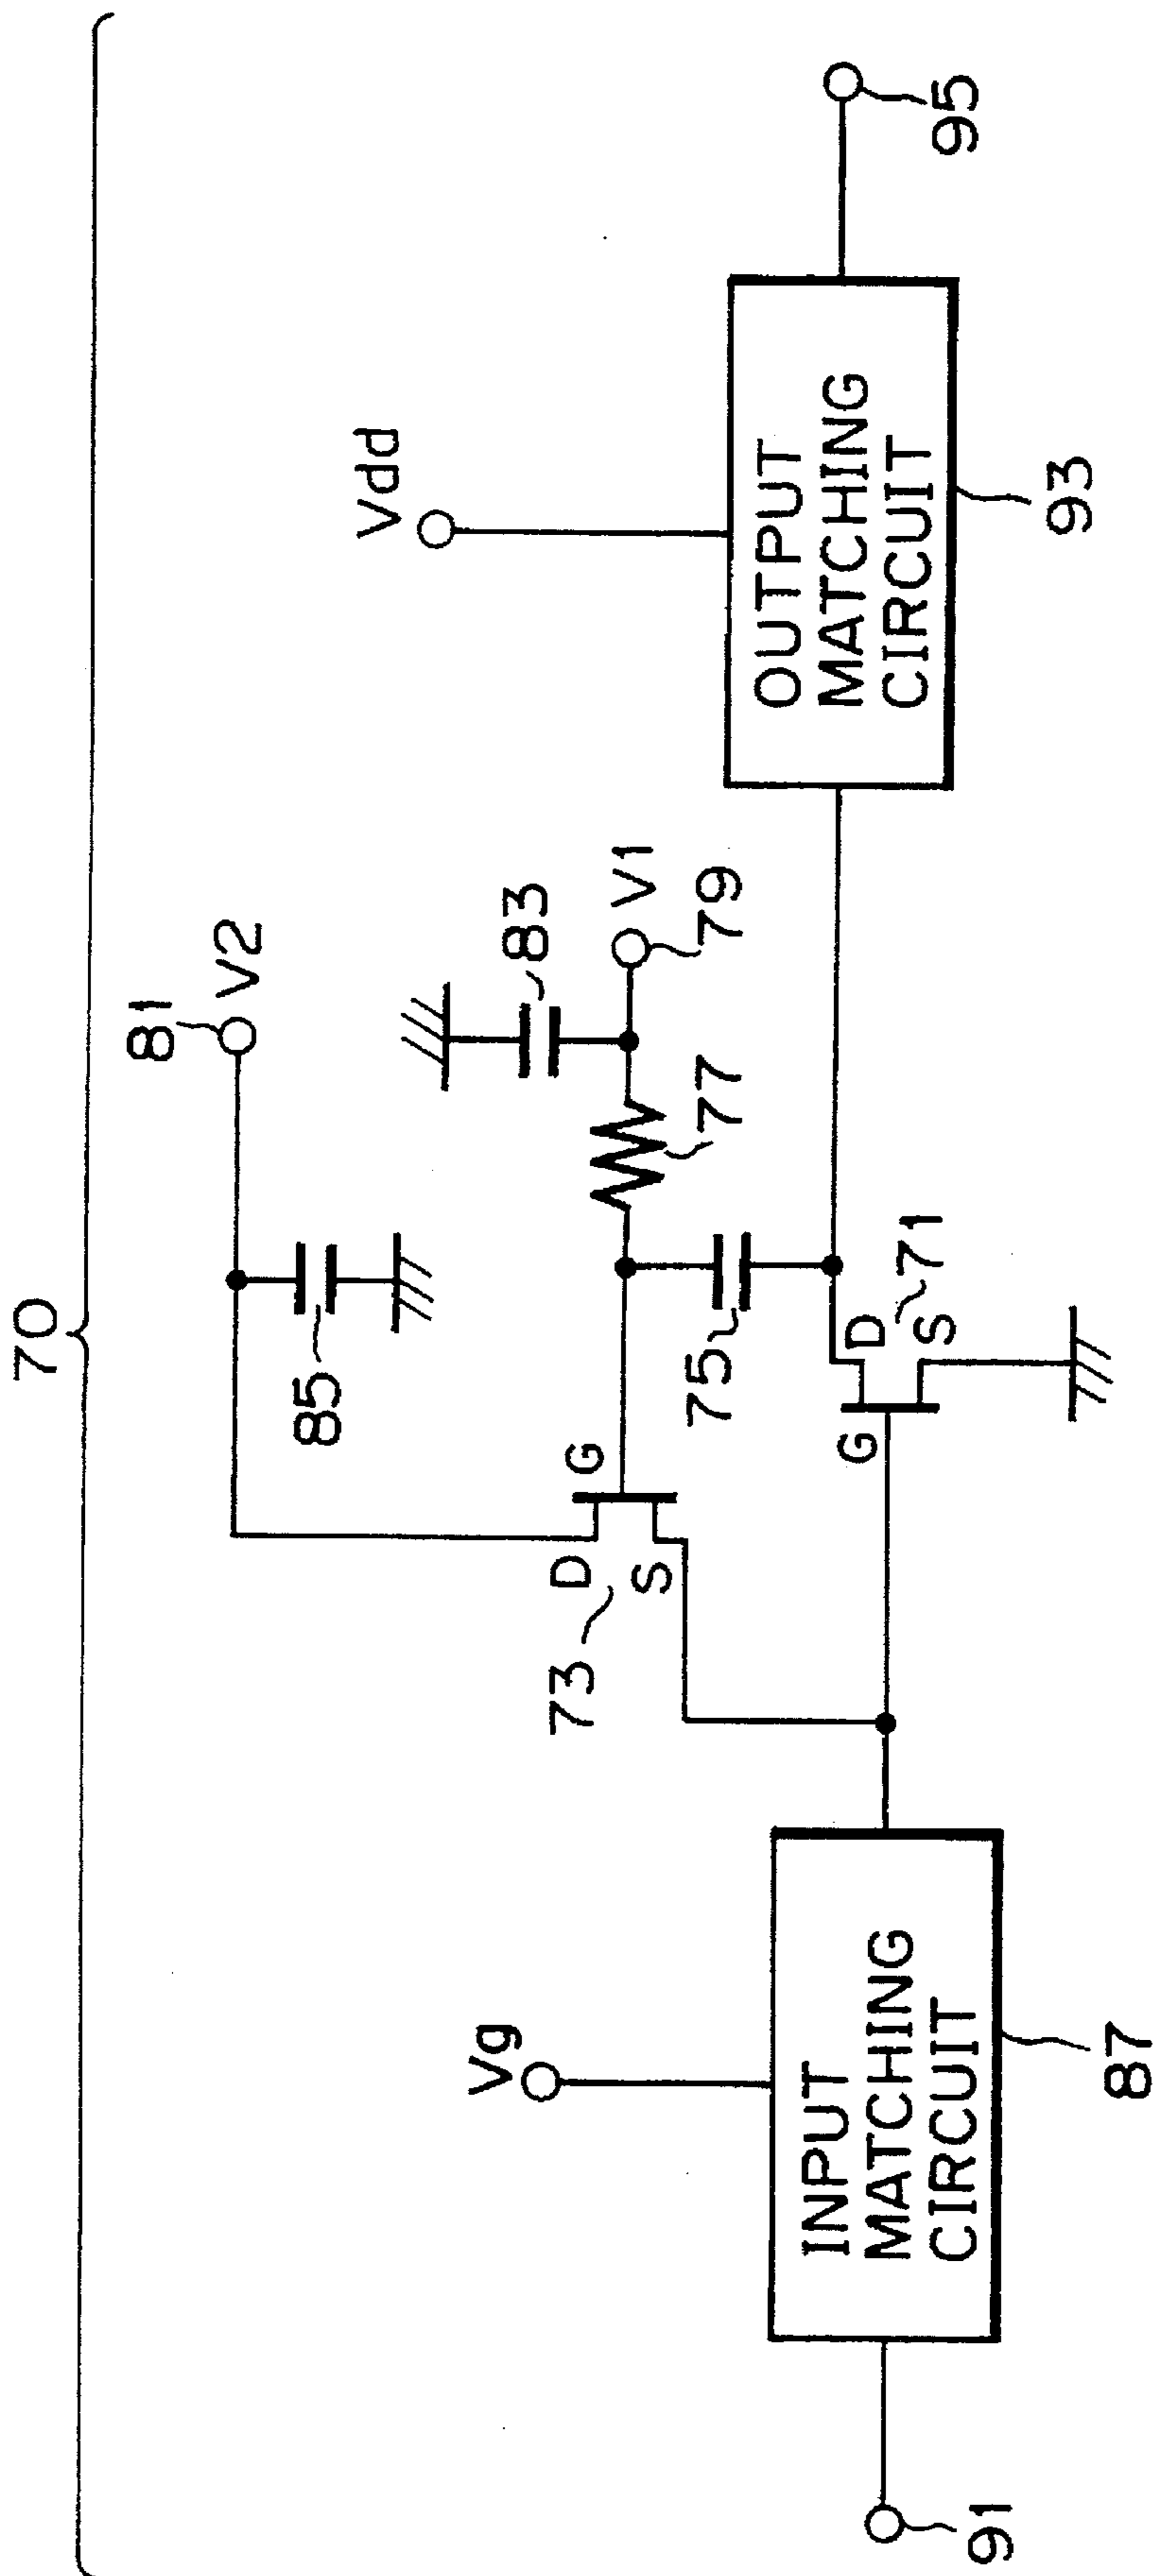 70
81
V2
85
83
V1
79
77
Vdd
73
D
S
G
75
D
S
71
G
Vg
INPUT
MATCHING
CIRCUIT
87
91
OUTPUT
MATCHING
CIRCUIT
93
95